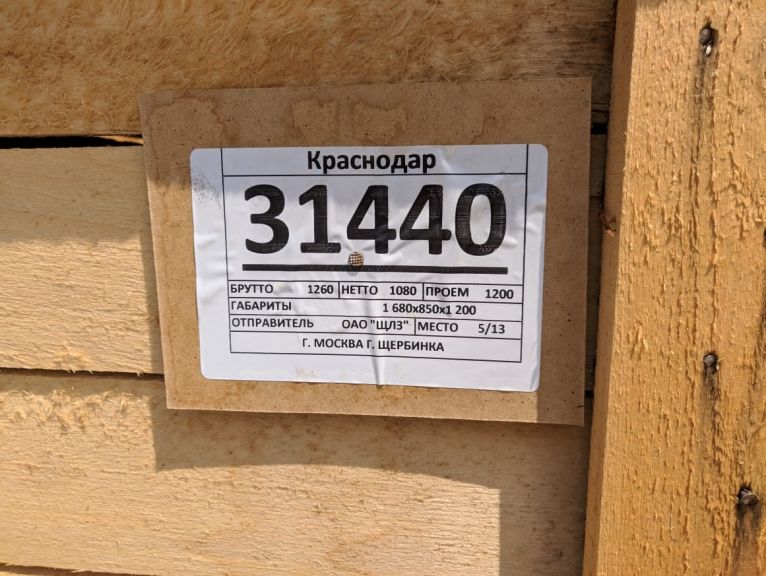 Краснодар
31440
БРУТТО 1260 НЕТТО 1080 ПРОЕМ 1200
ГАБАРИТЫ 1 680х850х1 200
ОТПРАВИТЕЛЬ ОАО "ЩЛЗ" МЕСТО 5/13
Г. МОСКВА Г. ЩЕРБИНКА